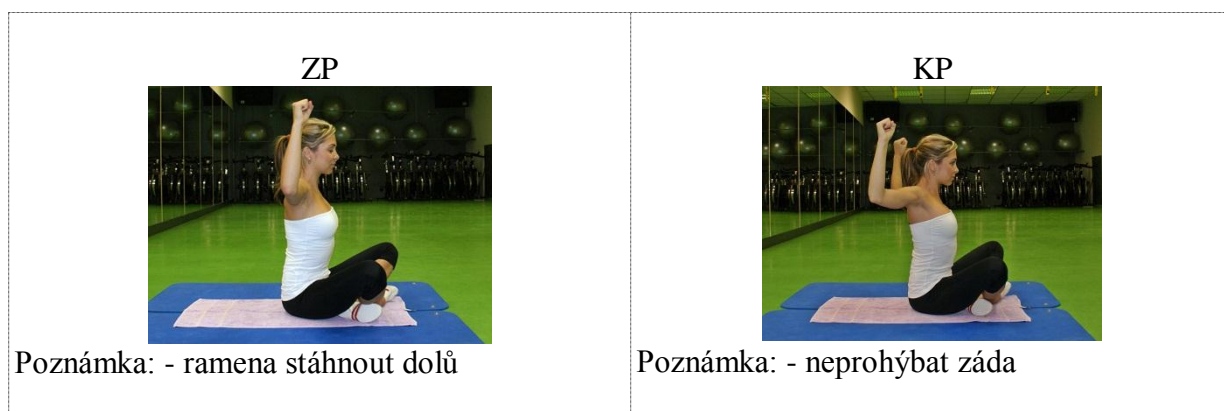 ZP
Poznámka: - ramena stáhnout dolů
KP
Poznámka: - neprohýbat záda